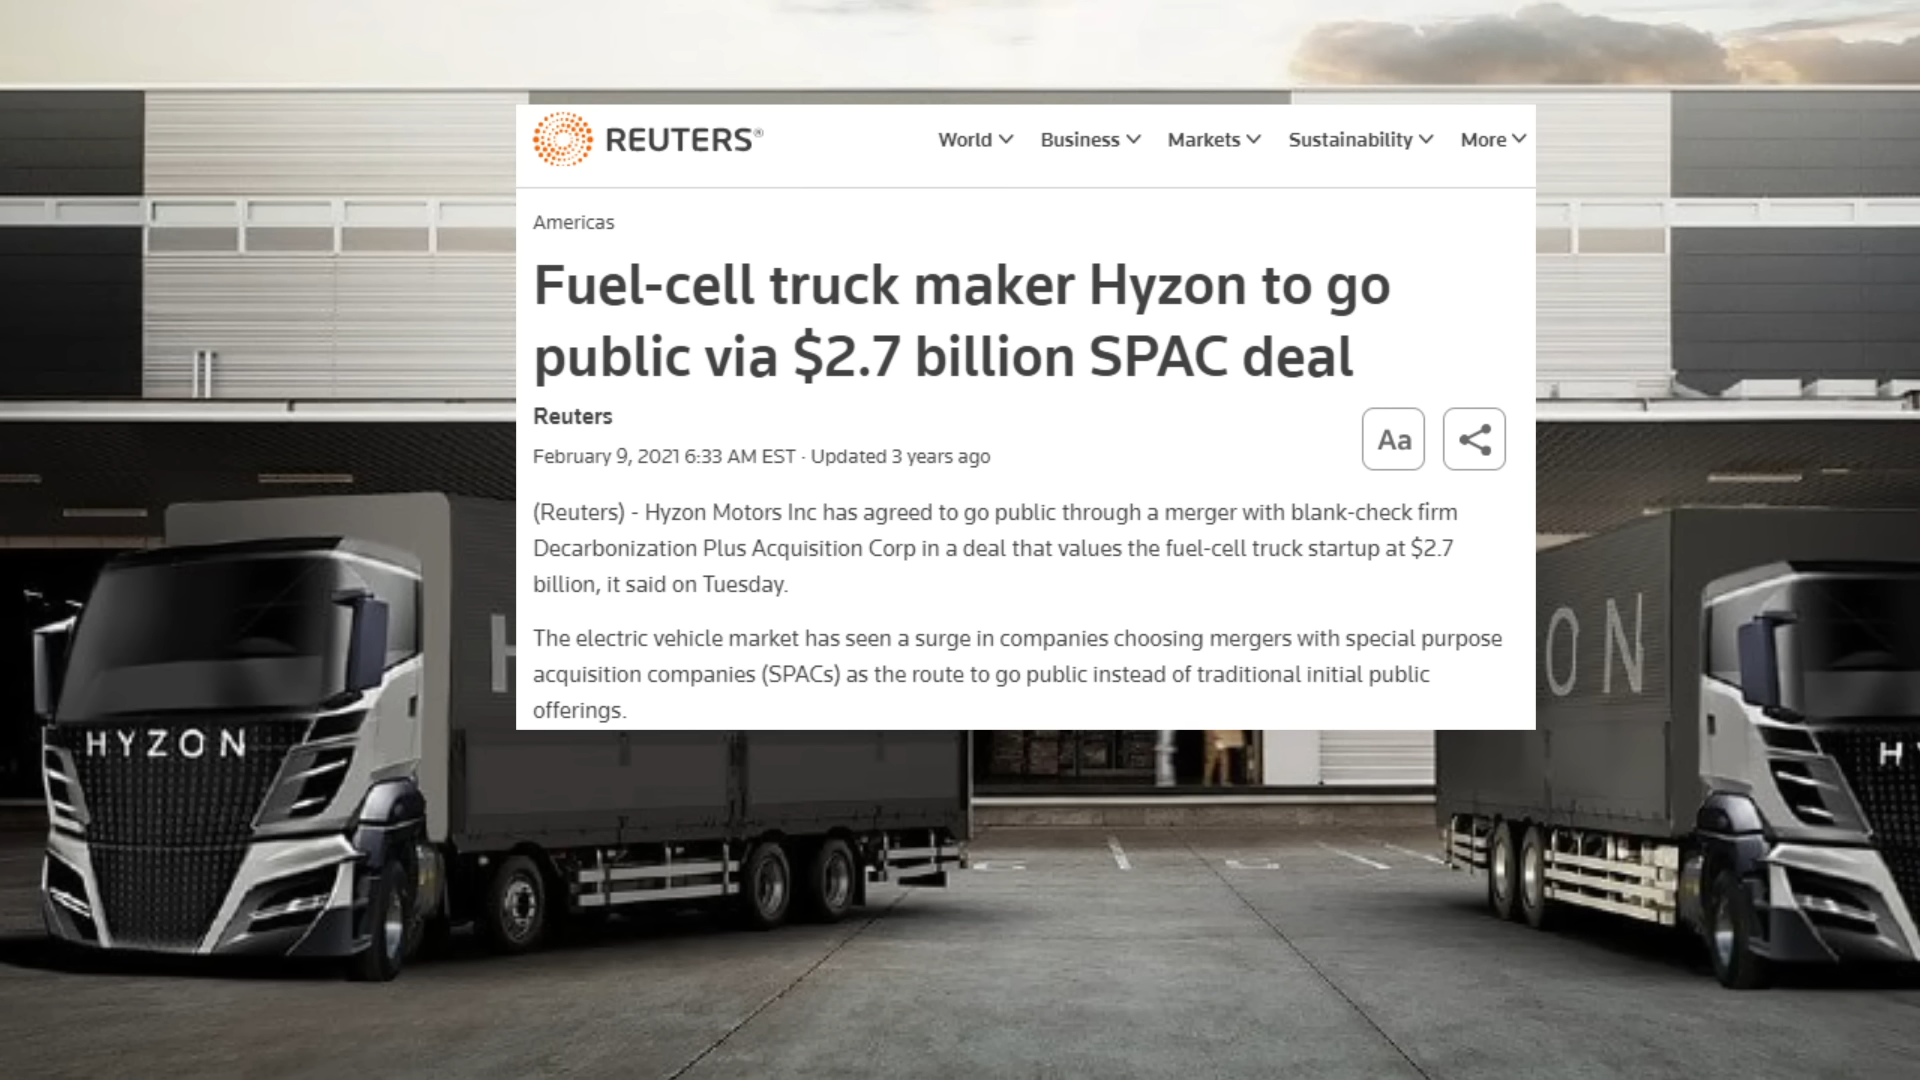 REUTERS®
World Business Markets Sustainability More
Americas
Fuel-cell truck maker Hyzon to go
public via $2.7 billion SPAC deal
Reuters
February 9, 2021 6:33 AM EST · Updated 3 years ago
Aa
(Reuters) - Hyzon Motors Inc has agreed to go public through a merger with blank-check firm
Decarbonization Plus Acquisition Corp in a deal that values the fuel-cell truck startup at $2.7
billion, it said on Tuesday.
The electric vehicle market has seen a surge in companies choosing mergers with special purpose
acquisition companies (SPACs) as the route to go public instead of traditional initial public
offerings.
H
ON
HYZON
HY